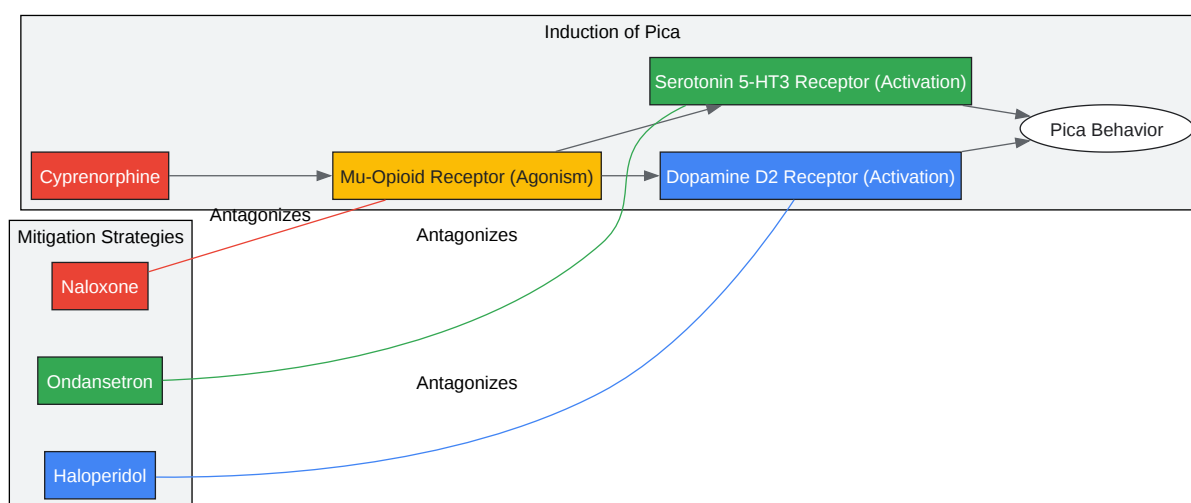 Induction of Pica
Serotonin 5-HT3 Receptor (Activation)
Pica Behavior
Cyprenorphine
Mu-Opioid Receptor (Agonism)
Dopamine D2 Receptor (Activation)
Antagonizes
Antagonizes
Mitigation Strategies
Naloxone
Ondansetron
Antagonizes
Haloperidol